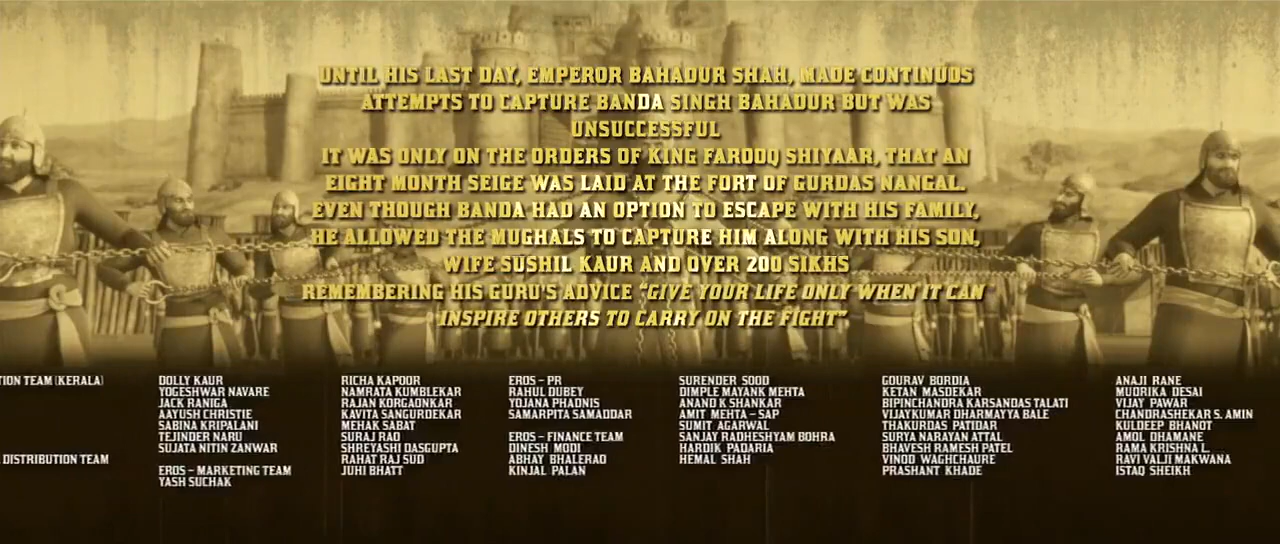 UNTIL HIS LAST DAY, EMPEROR BAHADUR SHAH, MADE CONTINUOS
ATTEMPTS TO CAPTURE BANDA SINGH BAHADUR BUT WAS
UNSUCCESSFUL
IT WAS ONLY ON THE ORDERS OF KING FAROOQ SHIYAAR, THAT AN
EIGHT MONTH SEIGE WAS LAID AT THE FORT OF GURDAS NANGAL.
EVEN THOUGH BANDA HAD AN OPTION TO ESCAPE WITH HIS FAMILY,
HE ALLOWED THE MUGHALS TO CAPTURE HIM ALONG WITH HIS SON,
WIFE SUSHIL KAUR AND OVER 200 SIKHS
REMEMBERING HIS GURU'S ADVICE "GIVE YOUR LIFE ONLY WHEN IT CAN
INSPIRE OTHERS TO CARRY ON THE FIGHT"
TION TEAM (KERALA)
DISTRIBUTION TEAM
DOLLY KAUR
YOGESHWAR NAVARE
JACK RANIGA
AAYUSH CHRISTIE
SABINA KRIPALANI
TEJINDER NARU
SUJATA NITIN ZANWAR
EROS – MARKETING TEAM
YASH SUCHAK
RICHA KAPOOR
NAMRATA KUMBLEKAR
RAJAN KORGAONKAR
KAVITA SANGURDEKAR
MEHAK SABAT
SURAJ RAO
SHREYASHI DASGUPTA
RAHAT RAJ SUD
JUHI BHATT
EROS – PR
RAHUL DUBEY
YOJANA PHADNIS
SAMARPITA SAMADDAR
EROS – FINANCE TEAM
DINESH MODI
ABHAY BHALERAO
KINJAL PALAN
SURENDER SOOD
DIMPLE MAYANK MEHTA
ANAND K SHANKAR
AMIT MEHTA – SAP
SUMIT AGARWAL
SANJAY RADHESHYAM BOHRA
HARDIK PADARIA
HEMAL SHAH
GOURAV BORDIA
KETAN MASDEKAR
BIPINCHANDRA KARSANDAS TALATI
VIJAYKUMAR DHARMAYYA BALE
THAKURDAS PATIDAR
SURYA NARAYAN ATTAL
BHAVESH RAMESH PATEL
VINOD WAGHCHAURE
PRASHANT KHADE
ANAJI RANE
MUDRIKA DESAI
VIJAY PAWAR
CHANDRASHEKAR S. AMIN
KULDEEP BHANOT
AMOL DHAMANE
RAMA KRISHNA L.
RAVI VALJI MAKWANA
ISTAQ SHEIKH